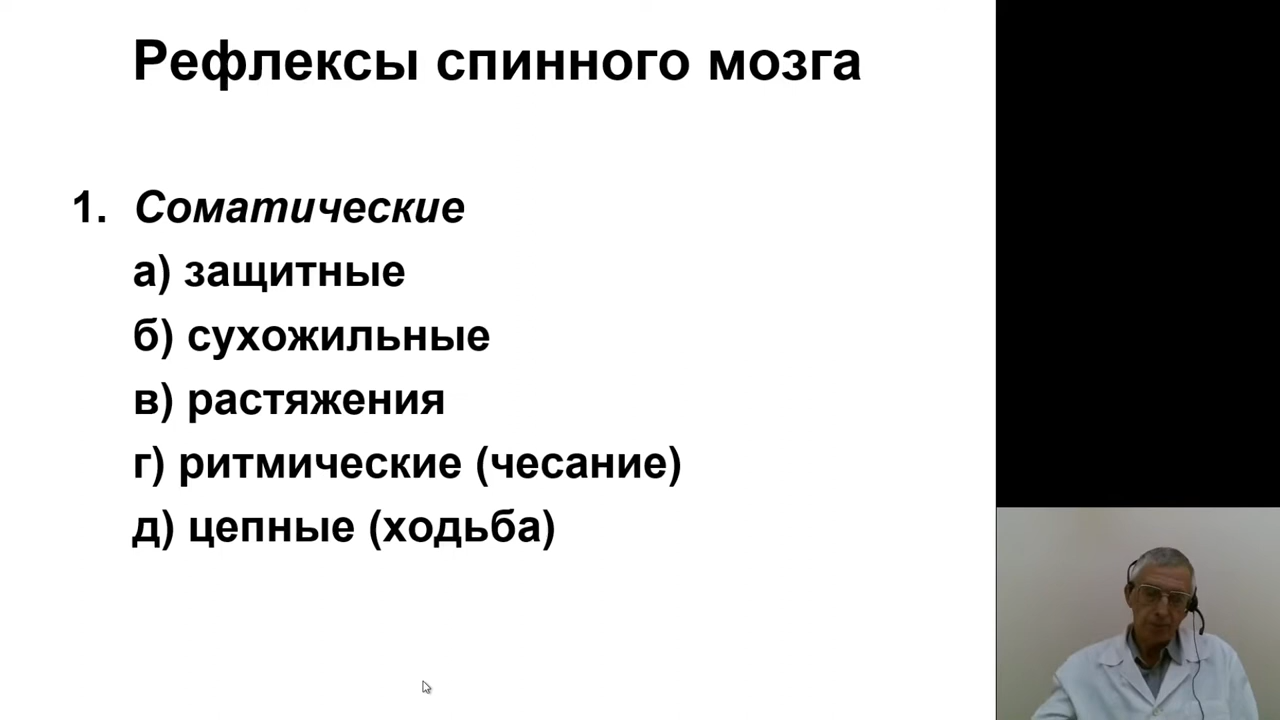 Рефлексы спинного мозга
1. Соматические
а) защитные
б) сухожильные
в) растяжения
г) ритмические (чесание)
д) цепные (ходьба)